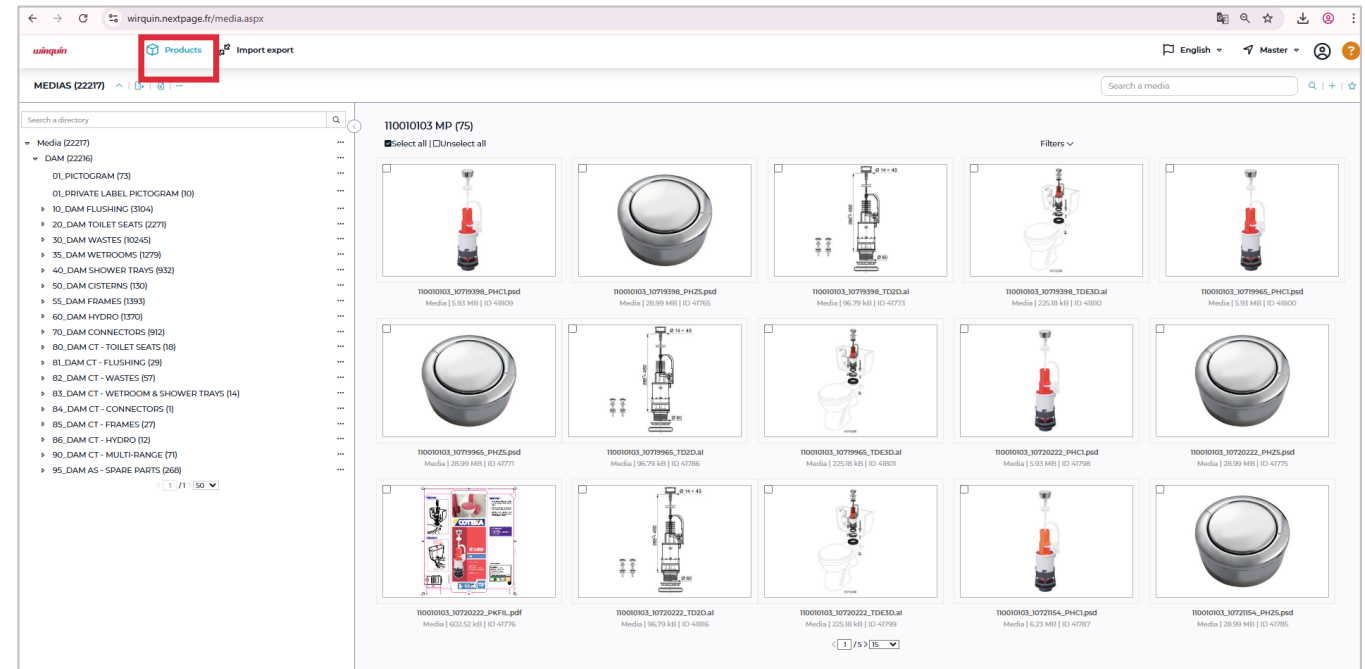 wirquin.nextpage.fr/media.aspx
wirquin Products Import export English Master ?
MEDIAS (22217) Search a media
Search a directory
Media (22217)
DAM (22216)
01_PICTOGRAM (73)
01_PRIVATE LABEL PICTOGRAM (10)
10_DAM FLUSHING (3104)
20_DAM TOILET SEATS (2271)
30_DAM WASTES (10245)
35_DAM WETROOMS (1279)
40_DAM SHOWER TRAYS (932)
50_DAM CISTERNS (130)
55_DAM FRAMES (1393)
60_DAM HYDRO (1370)
70_DAM CONNECTORS (912)
80_DAM CT - TOILET SEATS (18)
81_DAM CT - FLUSHING (29)
82_DAM CT - WASTES (57)
83_DAM CT - WETROOM & SHOWER TRAYS (14)
84_DAM CT - CONNECTORS (1)
85_DAM CT - FRAMES (27)
86_DAM CT - HYDRO (12)
90_DAM CT - MULTI-RANGE (71)
95_DAM AS - SPARE PARTS (268)
1 /1 50
110010103 MP (75)
Select all | Unselect all Filters
Ø 14 > 45
Ø 60
110010103_10719398_PHC1.psd 110010103_10719398_PHZ5.psd 110010103_10719398_TD2D.ai 110010103_10719398_TDE3D.ai 110010103_10719965_PHC1.psd
Media | 5.93 MB | ID 41809 Media | 28.99 MB | ID 41765 Media | 96.79 kB | ID 41773 Media | 225.18 kB | ID 41810 Media | 5.93 MB | ID 41800
Ø 14 > 45
Ø 60
110010103_10719965_PHZ5.psd 110010103_10719965_TD2D.ai 110010103_10719965_TDE3D.ai 110010103_10720222_PHC1.psd 110010103_10720222_PHZ5.psd
Media | 28.99 MB | ID 41771 Media | 96.79 kB | ID 41786 Media | 225.18 kB | ID 41801 Media | 5.93 MB | ID 41798 Media | 28.99 MB | ID 41775
COTEKA
Ø 14 > 45
Ø 60
110010103_10720222_PKFIL.pdf 110010103_10720222_TD2D.ai 110010103_10720222_TDE3D.ai 110010103_10721154_PHC1.psd 110010103_10721154_PHZ5.psd
Media | 602.52 kB | ID 41776 Media | 96.79 kB | ID 41816 Media | 225.18 kB | ID 41799 Media | 6.23 MB | ID 41787 Media | 28.99 MB | ID 41785
1 / 5 15